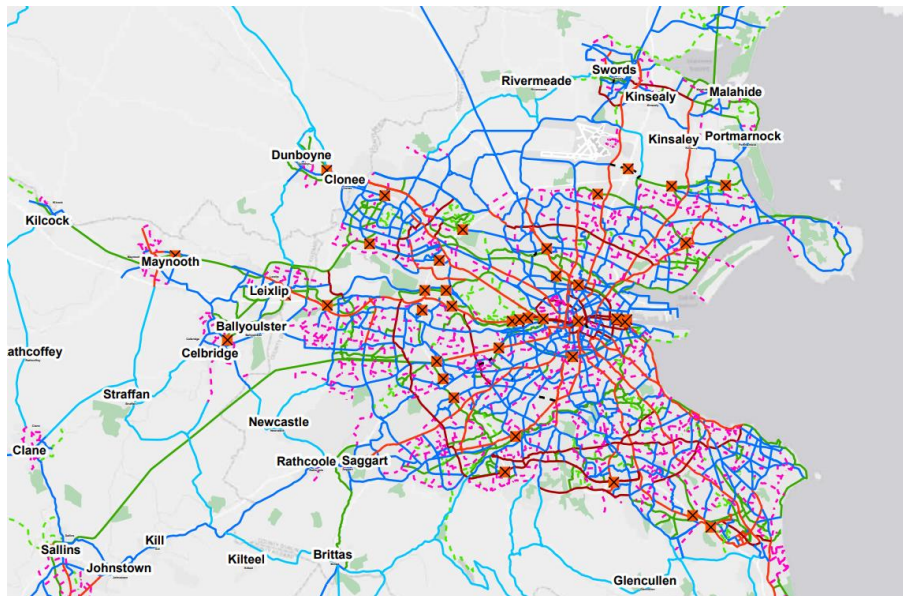 Swords
Rivermeade
Kinsealy
Malahide
Kinsaley
Portmarnock
Dunboyne
Clonee
Kilcock
Maynooth
Leixlip
Ballyoulster
Celbridge
athcoffey
Straffan
Newcastle
Clane
Rathcoole
Saggart
Kill
Sallins
Johnstown
Kilteel
Brittas
Glencullen